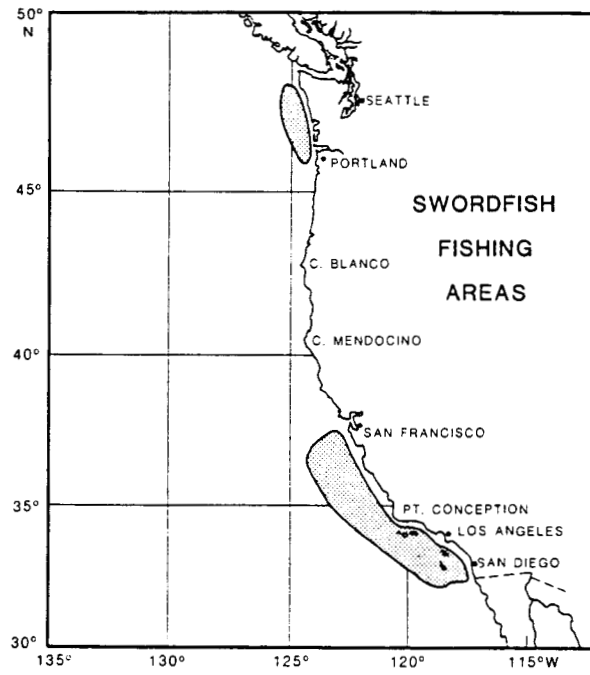 50°
N
SEATTLE
PORTLAND
45°
SWORDFISH
FISHING
AREAS
C. BLANCO
C. MENDOCINO
40°
SAN FRANCISCO
35°
PT. CONCEPTION
LOS ANGELES
SAN DIEGO
30°
135° 130° 125° 120° 115°W